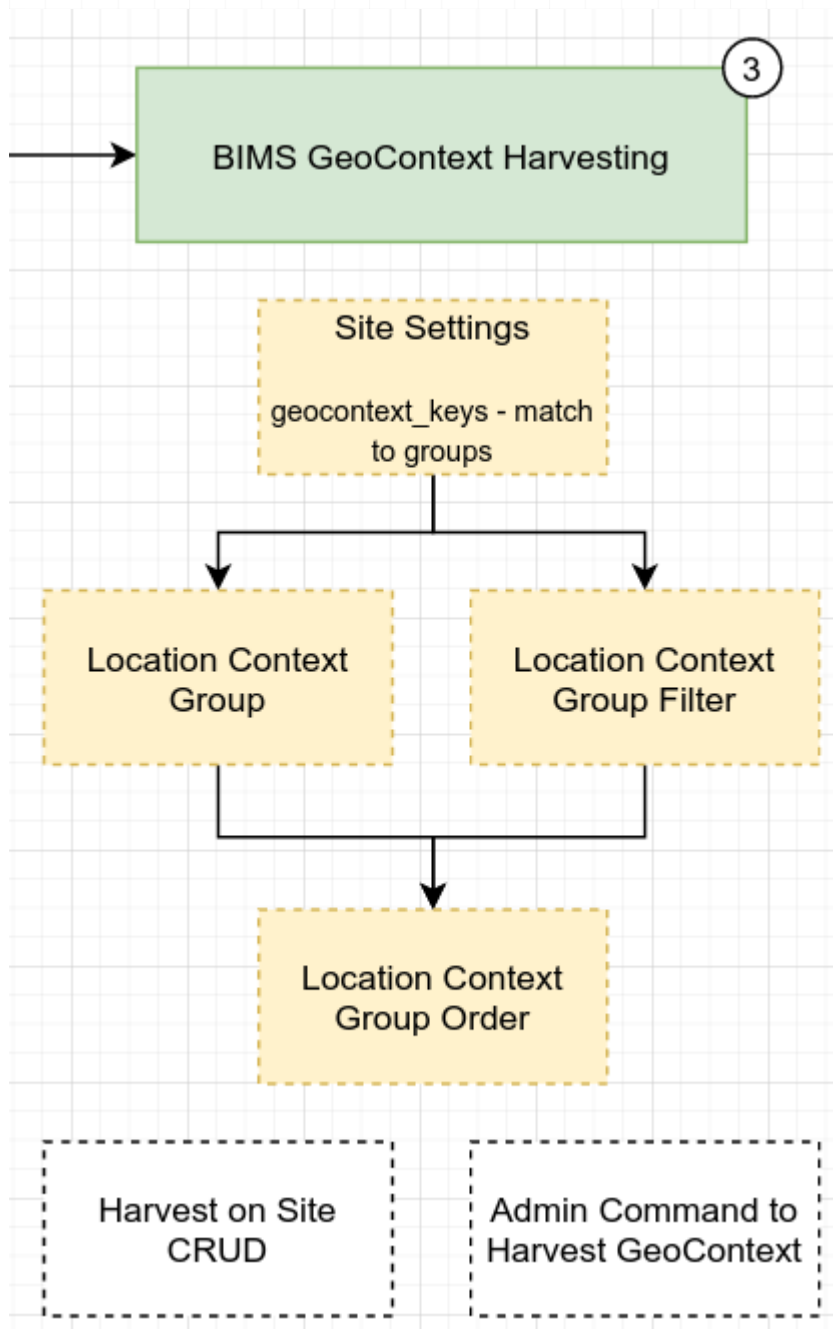 3
BIMS GeoContext Harvesting
Site Settings
geocontext_keys - match
to groups
Location Context
Group
Location Context
Group Filter
Location Context
Group Order
Harvest on Site
CRUD
Admin Command to
Harvest GeoContext